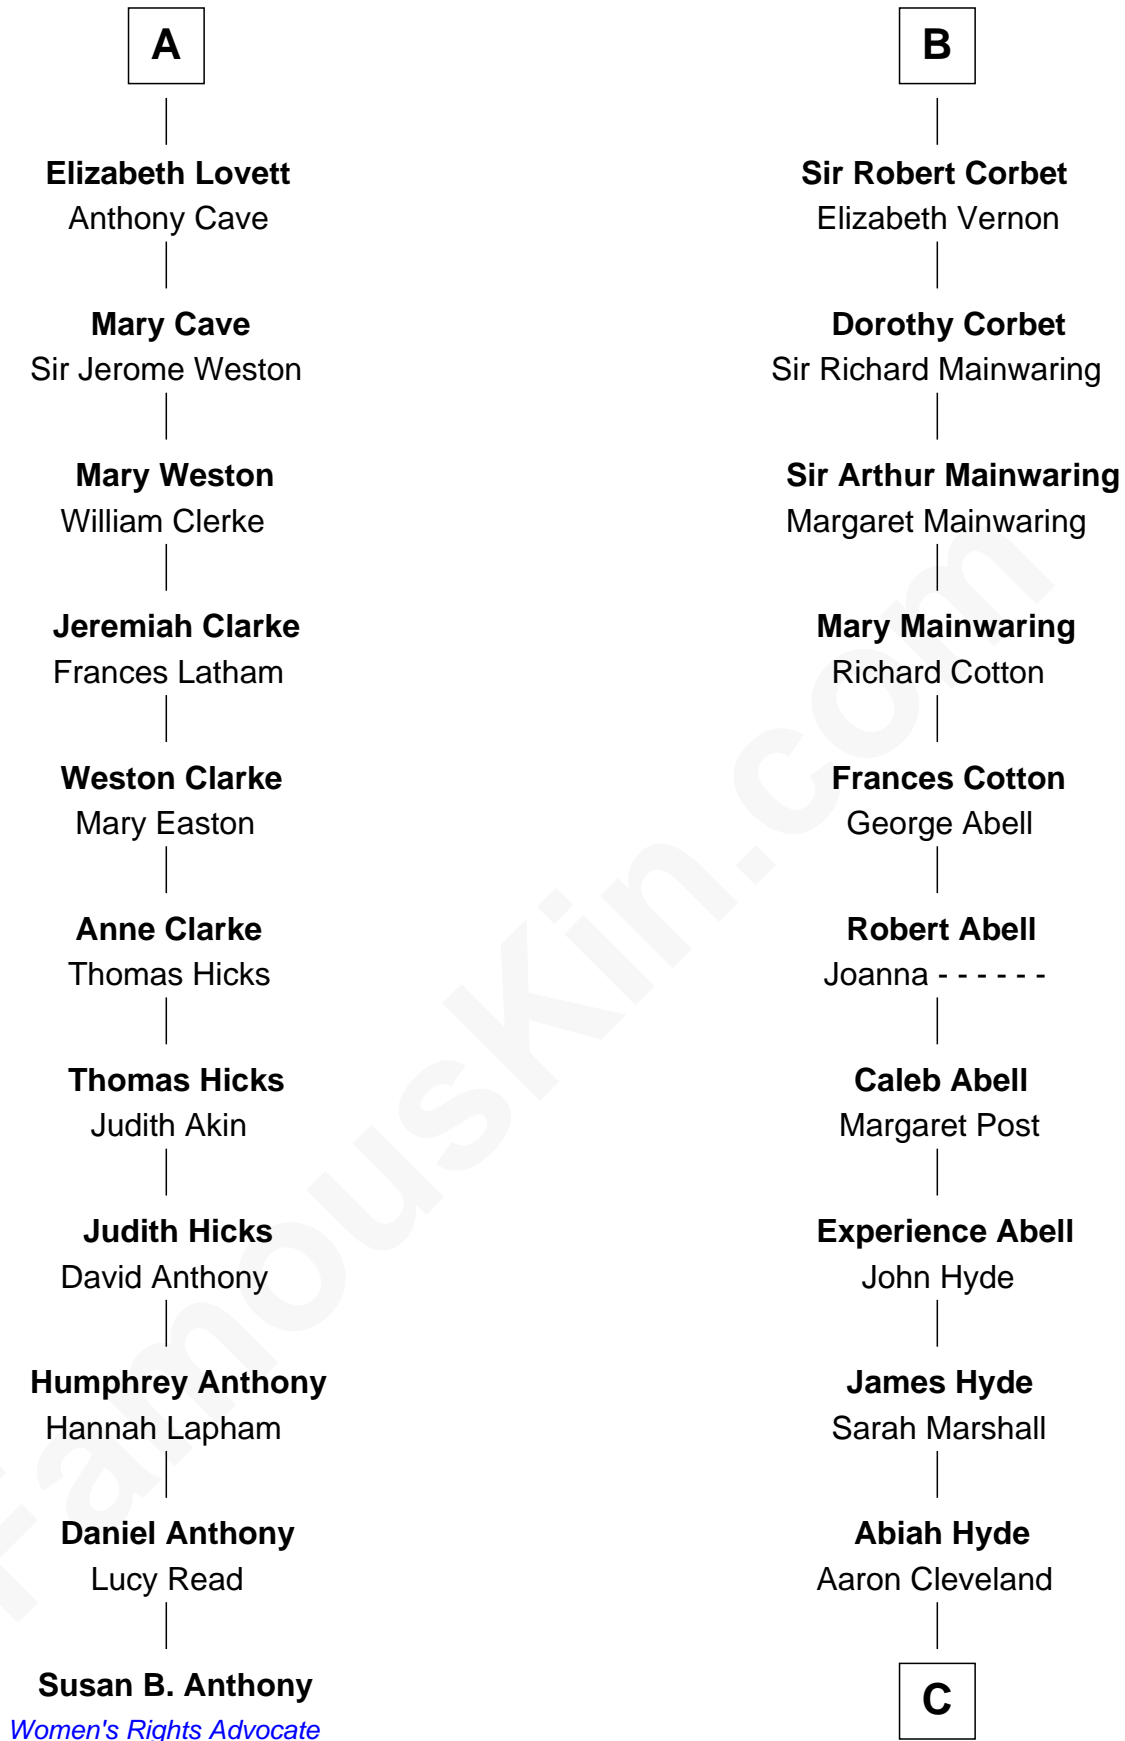 A
Elizabeth Lovett
Anthony Cave
Mary Cave
Sir Jerome Weston
Mary Weston
William Clerke
Jeremiah Clarke
Frances Latham
Weston Clarke
Mary Easton
Anne Clarke
Thomas Hicks
Thomas Hicks
Judith Akin
Judith Hicks
David Anthony
Humphrey Anthony
Hannah Lapham
Daniel Anthony
Lucy Read
Susan B. Anthony
Women's Rights Advocate
B
Sir Robert Corbet
Elizabeth Vernon
Dorothy Corbet
Sir Richard Mainwaring
Sir Arthur Mainwaring
Margaret Mainwaring
Mary Mainwaring
Richard Cotton
Frances Cotton
George Abell
Robert Abell
Joanna - - - - - -
Caleb Abell
Margaret Post
Experience Abell
John Hyde
James Hyde
Sarah Marshall
Abiah Hyde
Aaron Cleveland
C
FamousKin.com